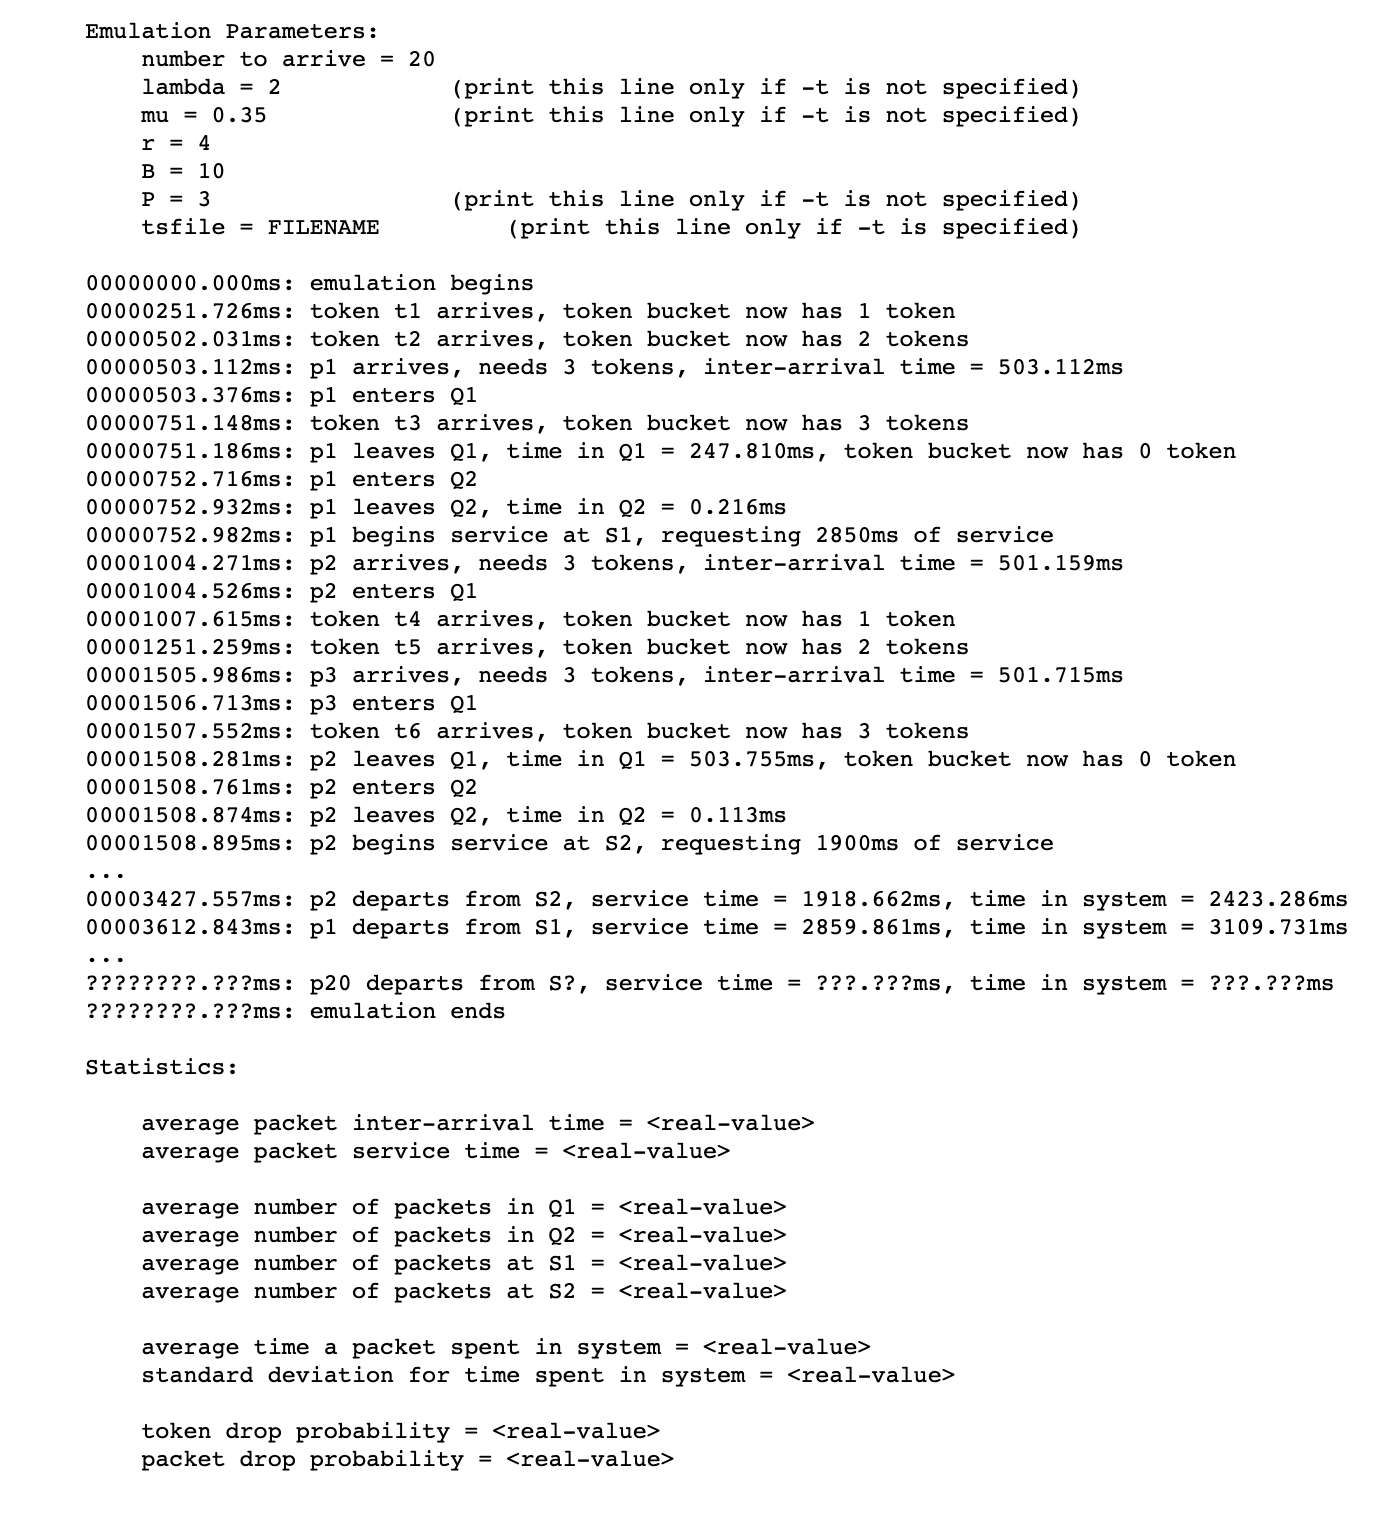 Emulation Parameters:
    number to arrive = 20
    lambda = 2            (print this line only if -t is not specified)
    mu = 0.35             (print this line only if -t is not specified)
    r = 4
    B = 10
    P = 3                 (print this line only if -t is not specified)
    tsfile = FILENAME         (print this line only if -t is specified)

00000000.000ms: emulation begins
00000251.726ms: token t1 arrives, token bucket now has 1 token
00000502.031ms: token t2 arrives, token bucket now has 2 tokens
00000503.112ms: p1 arrives, needs 3 tokens, inter-arrival time = 503.112ms
00000503.376ms: p1 enters Q1
00000751.148ms: token t3 arrives, token bucket now has 3 tokens
00000751.186ms: p1 leaves Q1, time in Q1 = 247.810ms, token bucket now has 0 token
00000752.716ms: p1 enters Q2
00000752.932ms: p1 leaves Q2, time in Q2 = 0.216ms
00000752.982ms: p1 begins service at S1, requesting 2850ms of service
00001004.271ms: p2 arrives, needs 3 tokens, inter-arrival time = 501.159ms
00001004.526ms: p2 enters Q1
00001007.615ms: token t4 arrives, token bucket now has 1 token
00001251.259ms: token t5 arrives, token bucket now has 2 tokens
00001505.986ms: p3 arrives, needs 3 tokens, inter-arrival time = 501.715ms
00001506.713ms: p3 enters Q1
00001507.552ms: token t6 arrives, token bucket now has 3 tokens
00001508.281ms: p2 leaves Q1, time in Q1 = 503.755ms, token bucket now has 0 token
00001508.761ms: p2 enters Q2
00001508.874ms: p2 leaves Q2, time in Q2 = 0.113ms
00001508.895ms: p2 begins service at S2, requesting 1900ms of service
...
00003427.557ms: p2 departs from S2, service time = 1918.662ms, time in system = 2423.286ms
00003612.843ms: p1 departs from S1, service time = 2859.861ms, time in system = 3109.731ms
...
????????.???ms: p20 departs from S?, service time = ???.???ms, time in system = ???.???ms
????????.???ms: emulation ends

Statistics:

    average packet inter-arrival time = <real-value>
    average packet service time = <real-value>

    average number of packets in Q1 = <real-value>
    average number of packets in Q2 = <real-value>
    average number of packets at S1 = <real-value>
    average number of packets at S2 = <real-value>

    average time a packet spent in system = <real-value>
    standard deviation for time spent in system = <real-value>

    token drop probability = <real-value>
    packet drop probability = <real-value>